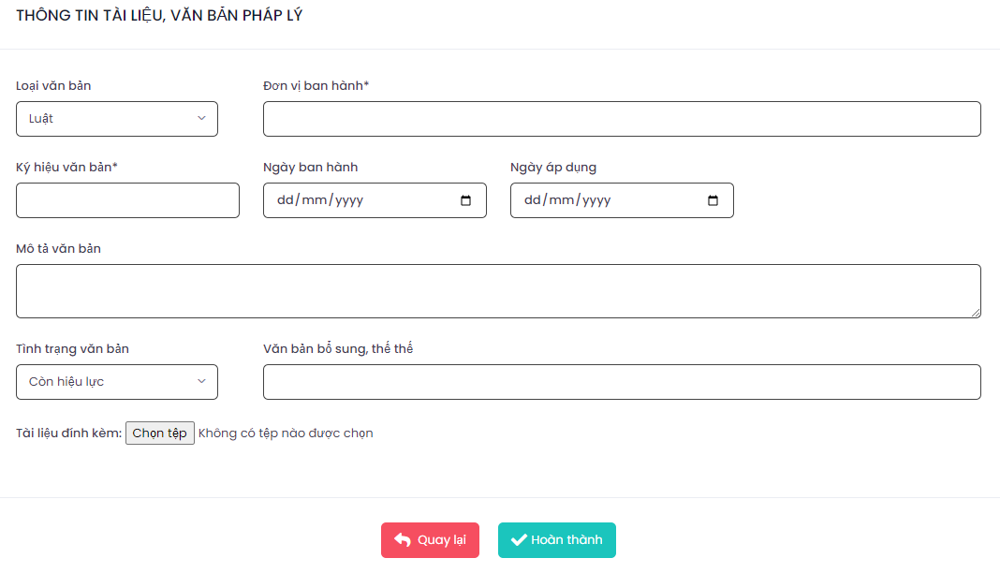 THÔNG TIN TÀI LIỆU, VĂN BẢN PHÁP LÝ
Loại văn bản
Đơn vị ban hành*
Luật
Ký hiệu văn bản*
Ngày ban hành
Ngày áp dụng
dd/mm/yyyy
dd/mm/yyyy
Mô tả văn bản
Tình trạng văn bản
Văn bản bổ sung, thế thế
Còn hiệu lực
Tài liệu đính kèm: Chọn tệp Không có tệp nào được chọn
Quay lại
Hoàn thành